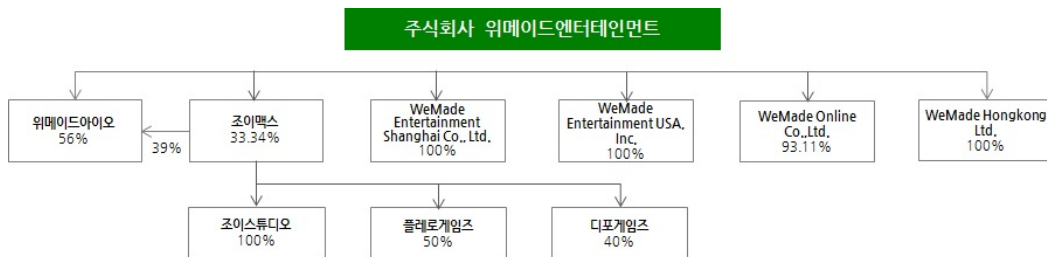 주식회사 위메이드엔터테인먼트
위메이드아이오
56%
39%
조이맥스
33.34%
WeMade
Entertainment
Shanghai Co,.Ltd.
100%
WeMade
Entertainment USA,
Inc.
100%
WeMade Online
Co,.Ltd.
93.11%
WeMade Hongkong
Ltd.
100%
조이스튜디오
100%
플레로게임즈
50%
디포게임즈
40%